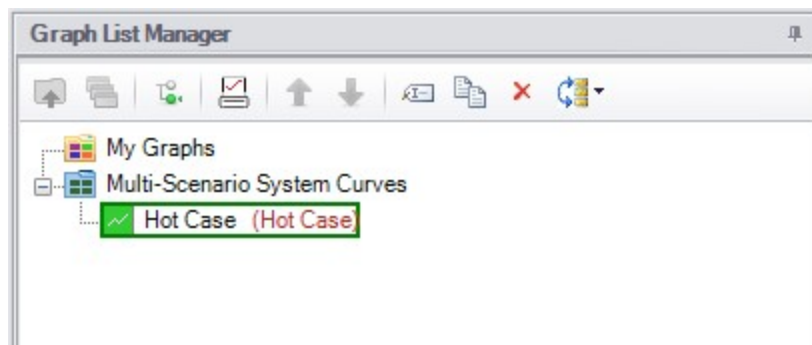 Graph List Manager
My Graphs
Multi-Scenario System Curves
Hot Case (Hot Case)